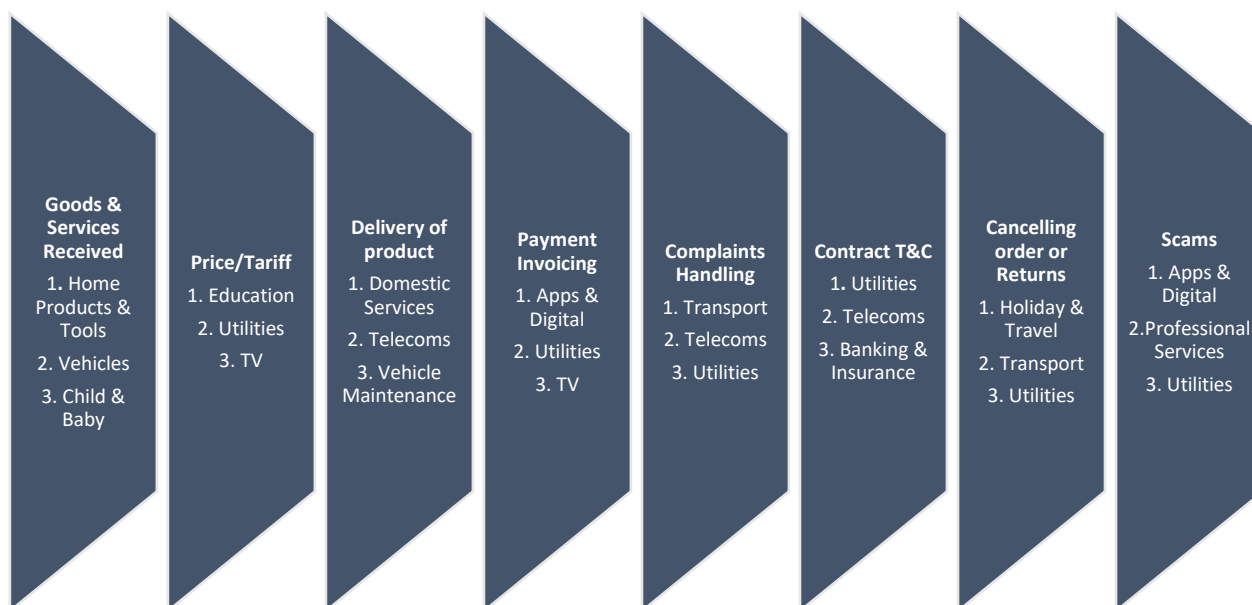 Goods &
Services
Received
1. Home
Products &
Tools
2. Vehicles
3. Child &
Baby
Price/Tariff
1. Education
2. Utilities
3. TV
Delivery of
product
1. Domestic
Services
2. Telecoms
3. Vehicle
Maintenance
Payment
Invoicing
1. Apps &
Digital
2. Utilities
3. TV
Complaints
Handling
1. Transport
2. Telecoms
3. Utilities
Contract T&C
1. Utilities
2. Telecoms
3. Banking &
Insurance
Cancelling
order or
Returns
1. Holiday &
Travel
2. Transport
3. Utilities
Scams
1. Apps &
Digital
2.Professional
Services
3. Utilities